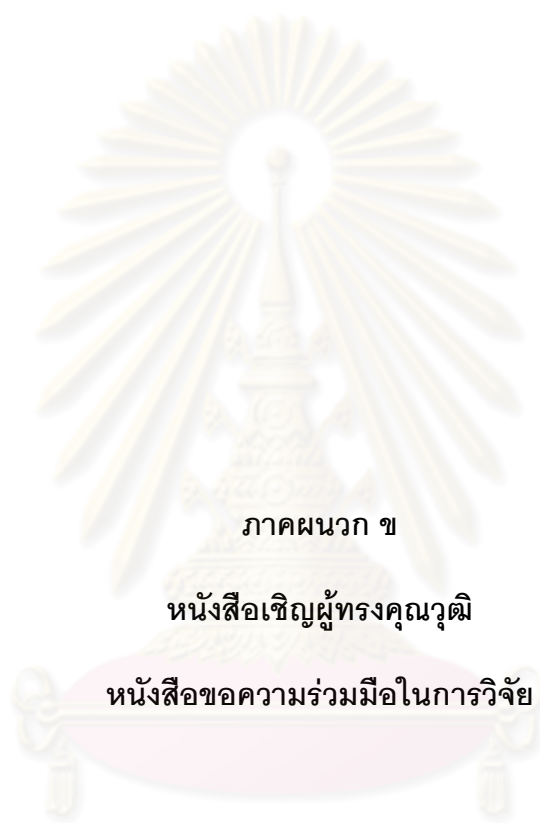 ภาคผนวก ข
หนังสือเชิญผู้ทรงคุณวุฒิ
หนังสือขอความร่วมมือในการวิจัย